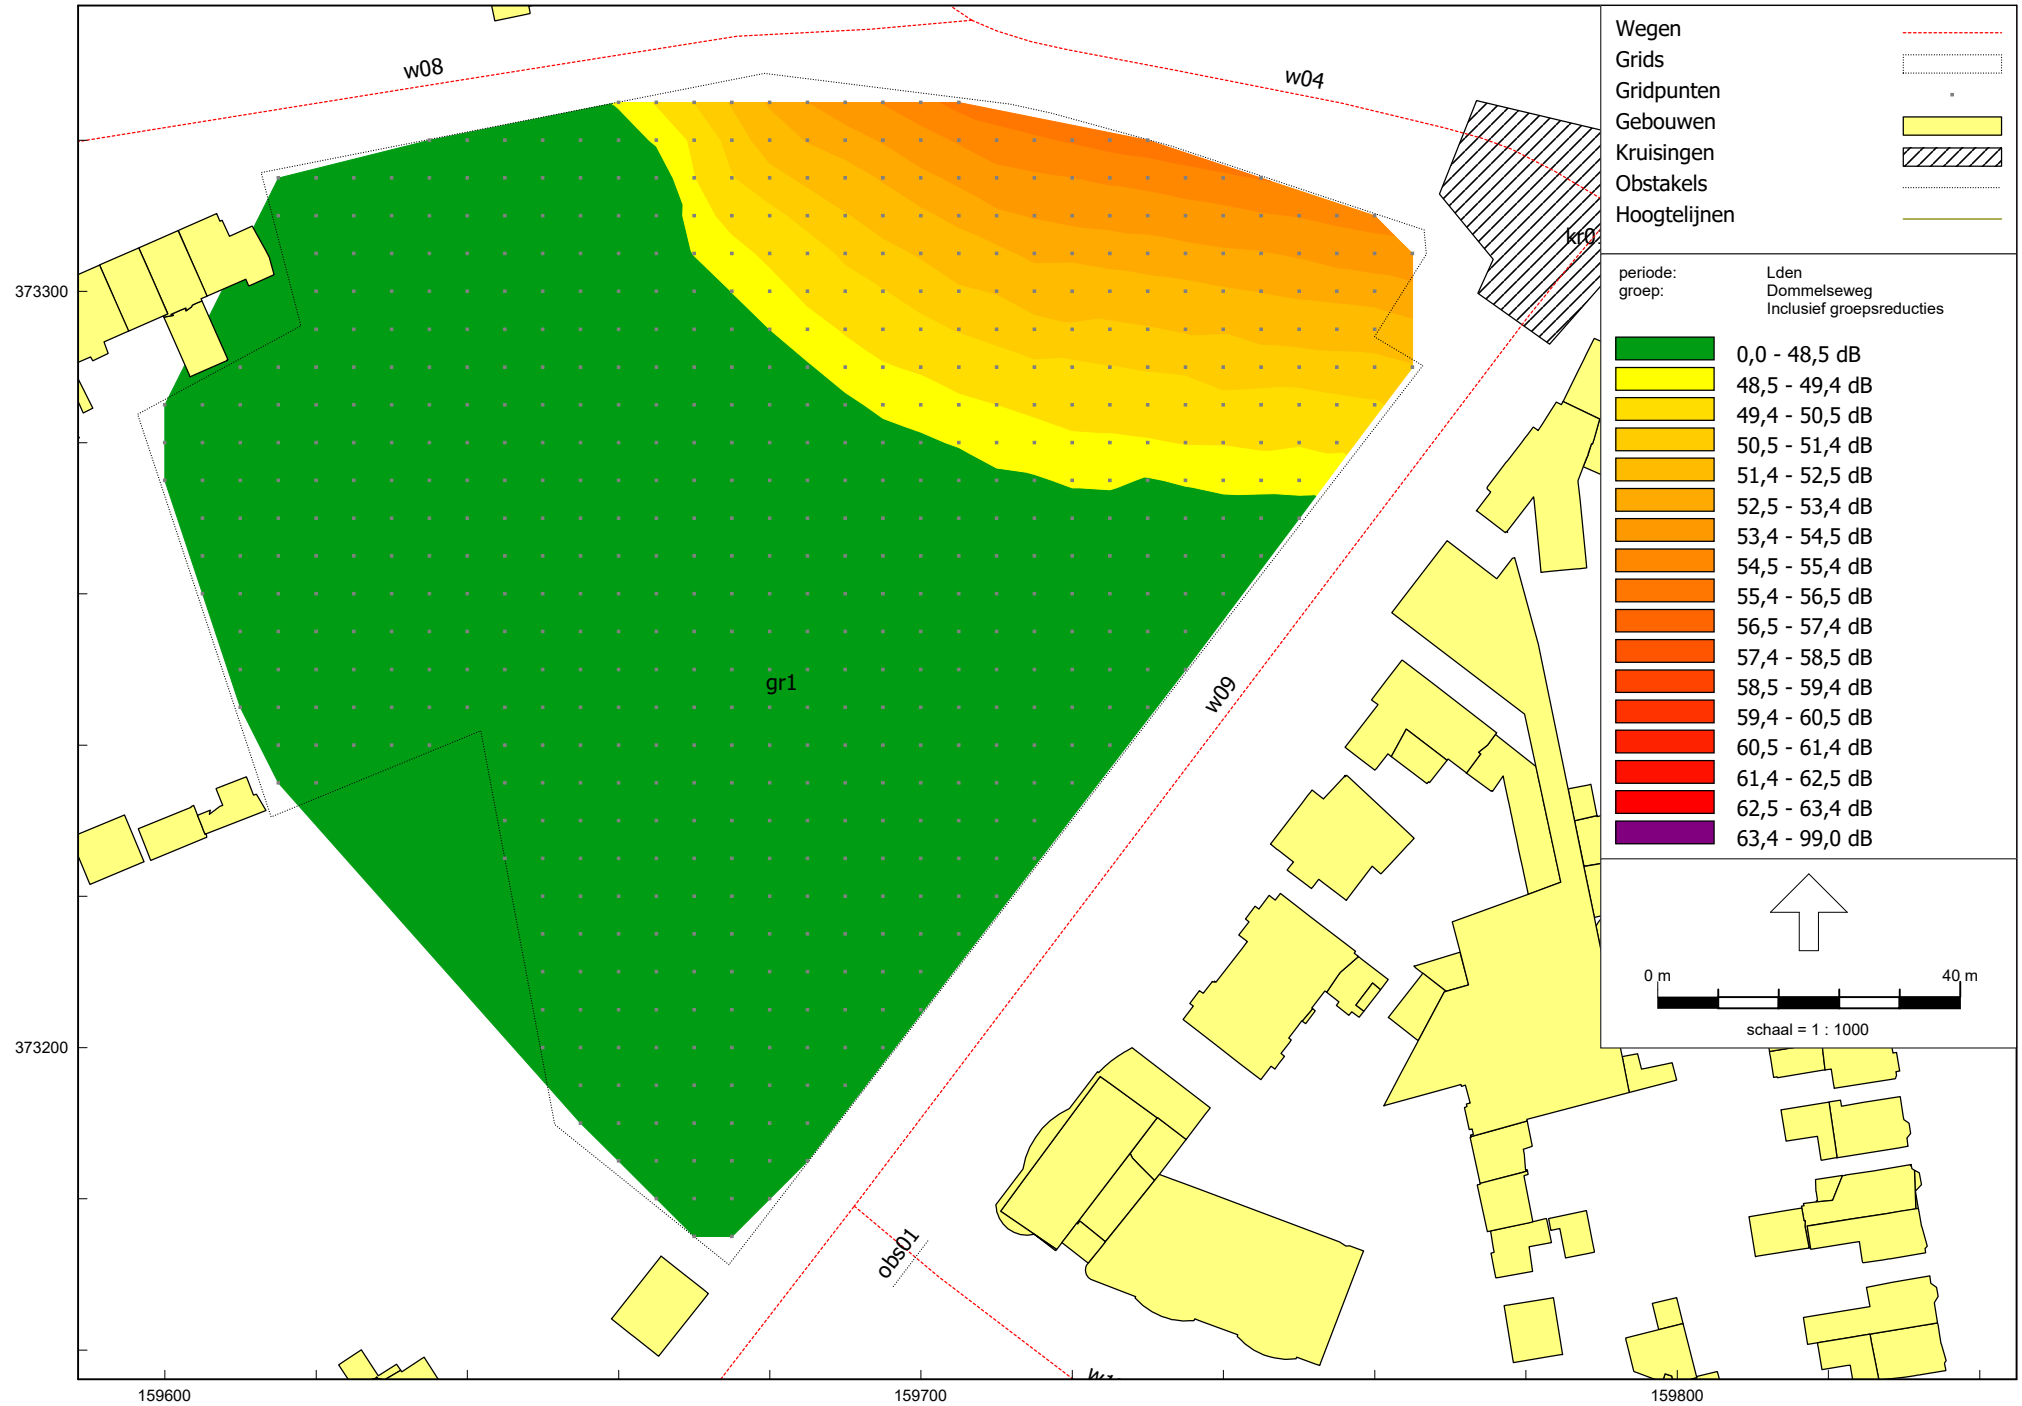 w08
w04
kr0
gr1
w09
obs01
373300
373200
159600
159700
159800
Wegen
Grids
Gridpunten
Gebouwen
Kruisingen
Obstakels
Hoogtelijnen
periode: Lden
groep: Dommelseweg
Inclusief groepsreducties
0,0 - 48,5 dB
48,5 - 49,4 dB
49,4 - 50,5 dB
50,5 - 51,4 dB
51,4 - 52,5 dB
52,5 - 53,4 dB
53,4 - 54,5 dB
54,5 - 55,4 dB
55,4 - 56,5 dB
56,5 - 57,4 dB
57,4 - 58,5 dB
58,5 - 59,4 dB
59,4 - 60,5 dB
60,5 - 61,4 dB
61,4 - 62,5 dB
62,5 - 63,4 dB
63,4 - 99,0 dB
0 m 40 m
schaal = 1 : 1000